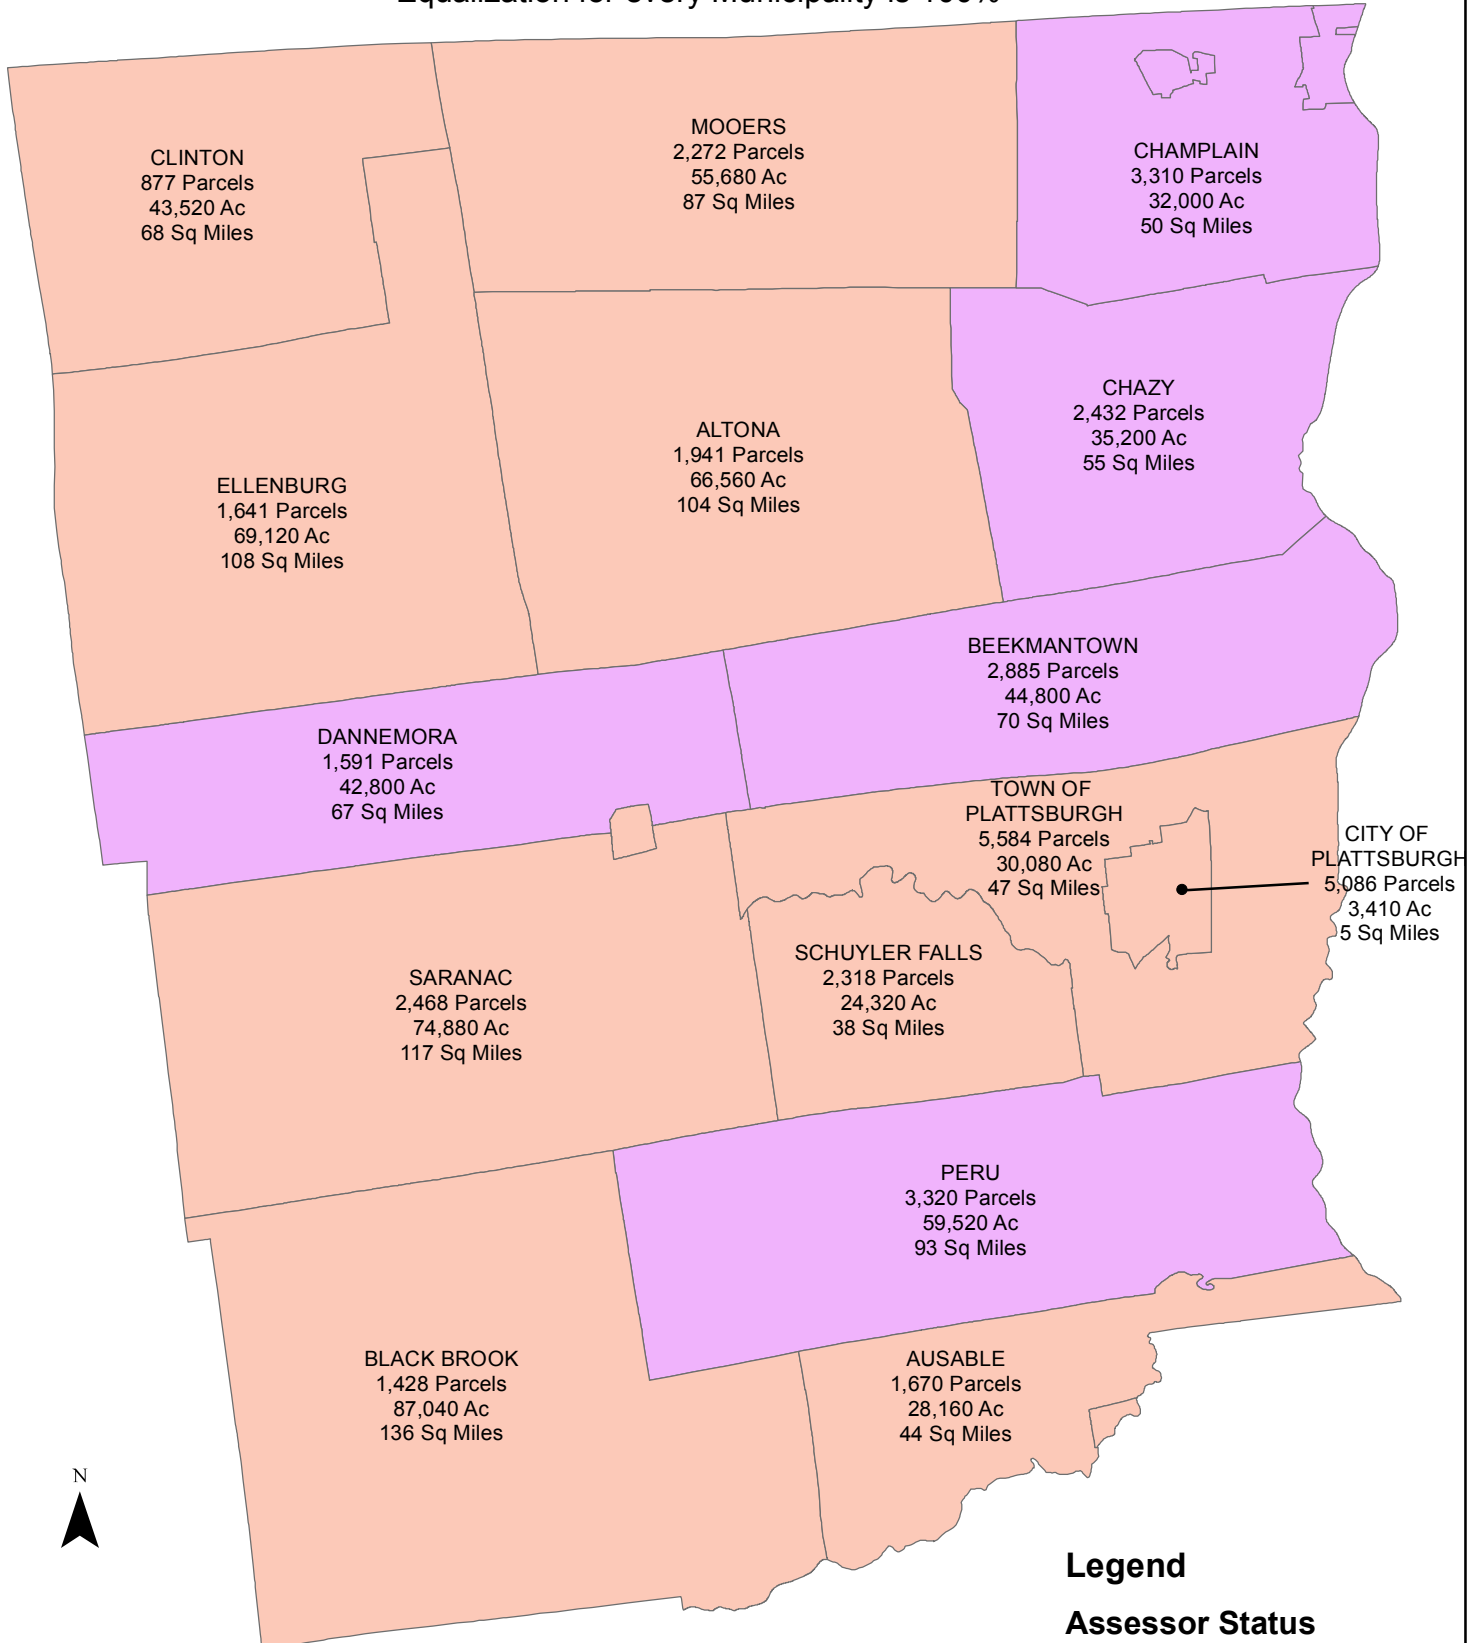 Equalization for every Municipality is 100%
CLINTON
877 Parcels
43,520 Ac
68 Sq Miles
MOOERS
2,272 Parcels
55,680 Ac
87 Sq Miles
CHAMPLAIN
3,310 Parcels
32,000 Ac
50 Sq Miles
CHAZY
2,432 Parcels
35,200 Ac
55 Sq Miles
ALTONA
1,941 Parcels
66,560 Ac
104 Sq Miles
ELLENBURG
1,641 Parcels
69,120 Ac
108 Sq Miles
BEEKMANTOWN
2,885 Parcels
44,800 Ac
70 Sq Miles
DANNEMORA
1,591 Parcels
42,800 Ac
67 Sq Miles
TOWN OF
PLATTSBURGH
5,584 Parcels
30,080 Ac
47 Sq Miles
CITY OF
PLATTSBURGH
5,086 Parcels
3,410 Ac
5 Sq Miles
SCHUYLER FALLS
2,318 Parcels
24,320 Ac
38 Sq Miles
SARANAC
2,468 Parcels
74,880 Ac
117 Sq Miles
PERU
3,320 Parcels
59,520 Ac
93 Sq Miles
BLACK BROOK
1,428 Parcels
87,040 Ac
136 Sq Miles
AUSABLE
1,670 Parcels
28,160 Ac
44 Sq Miles
N
Legend
Assessor Status